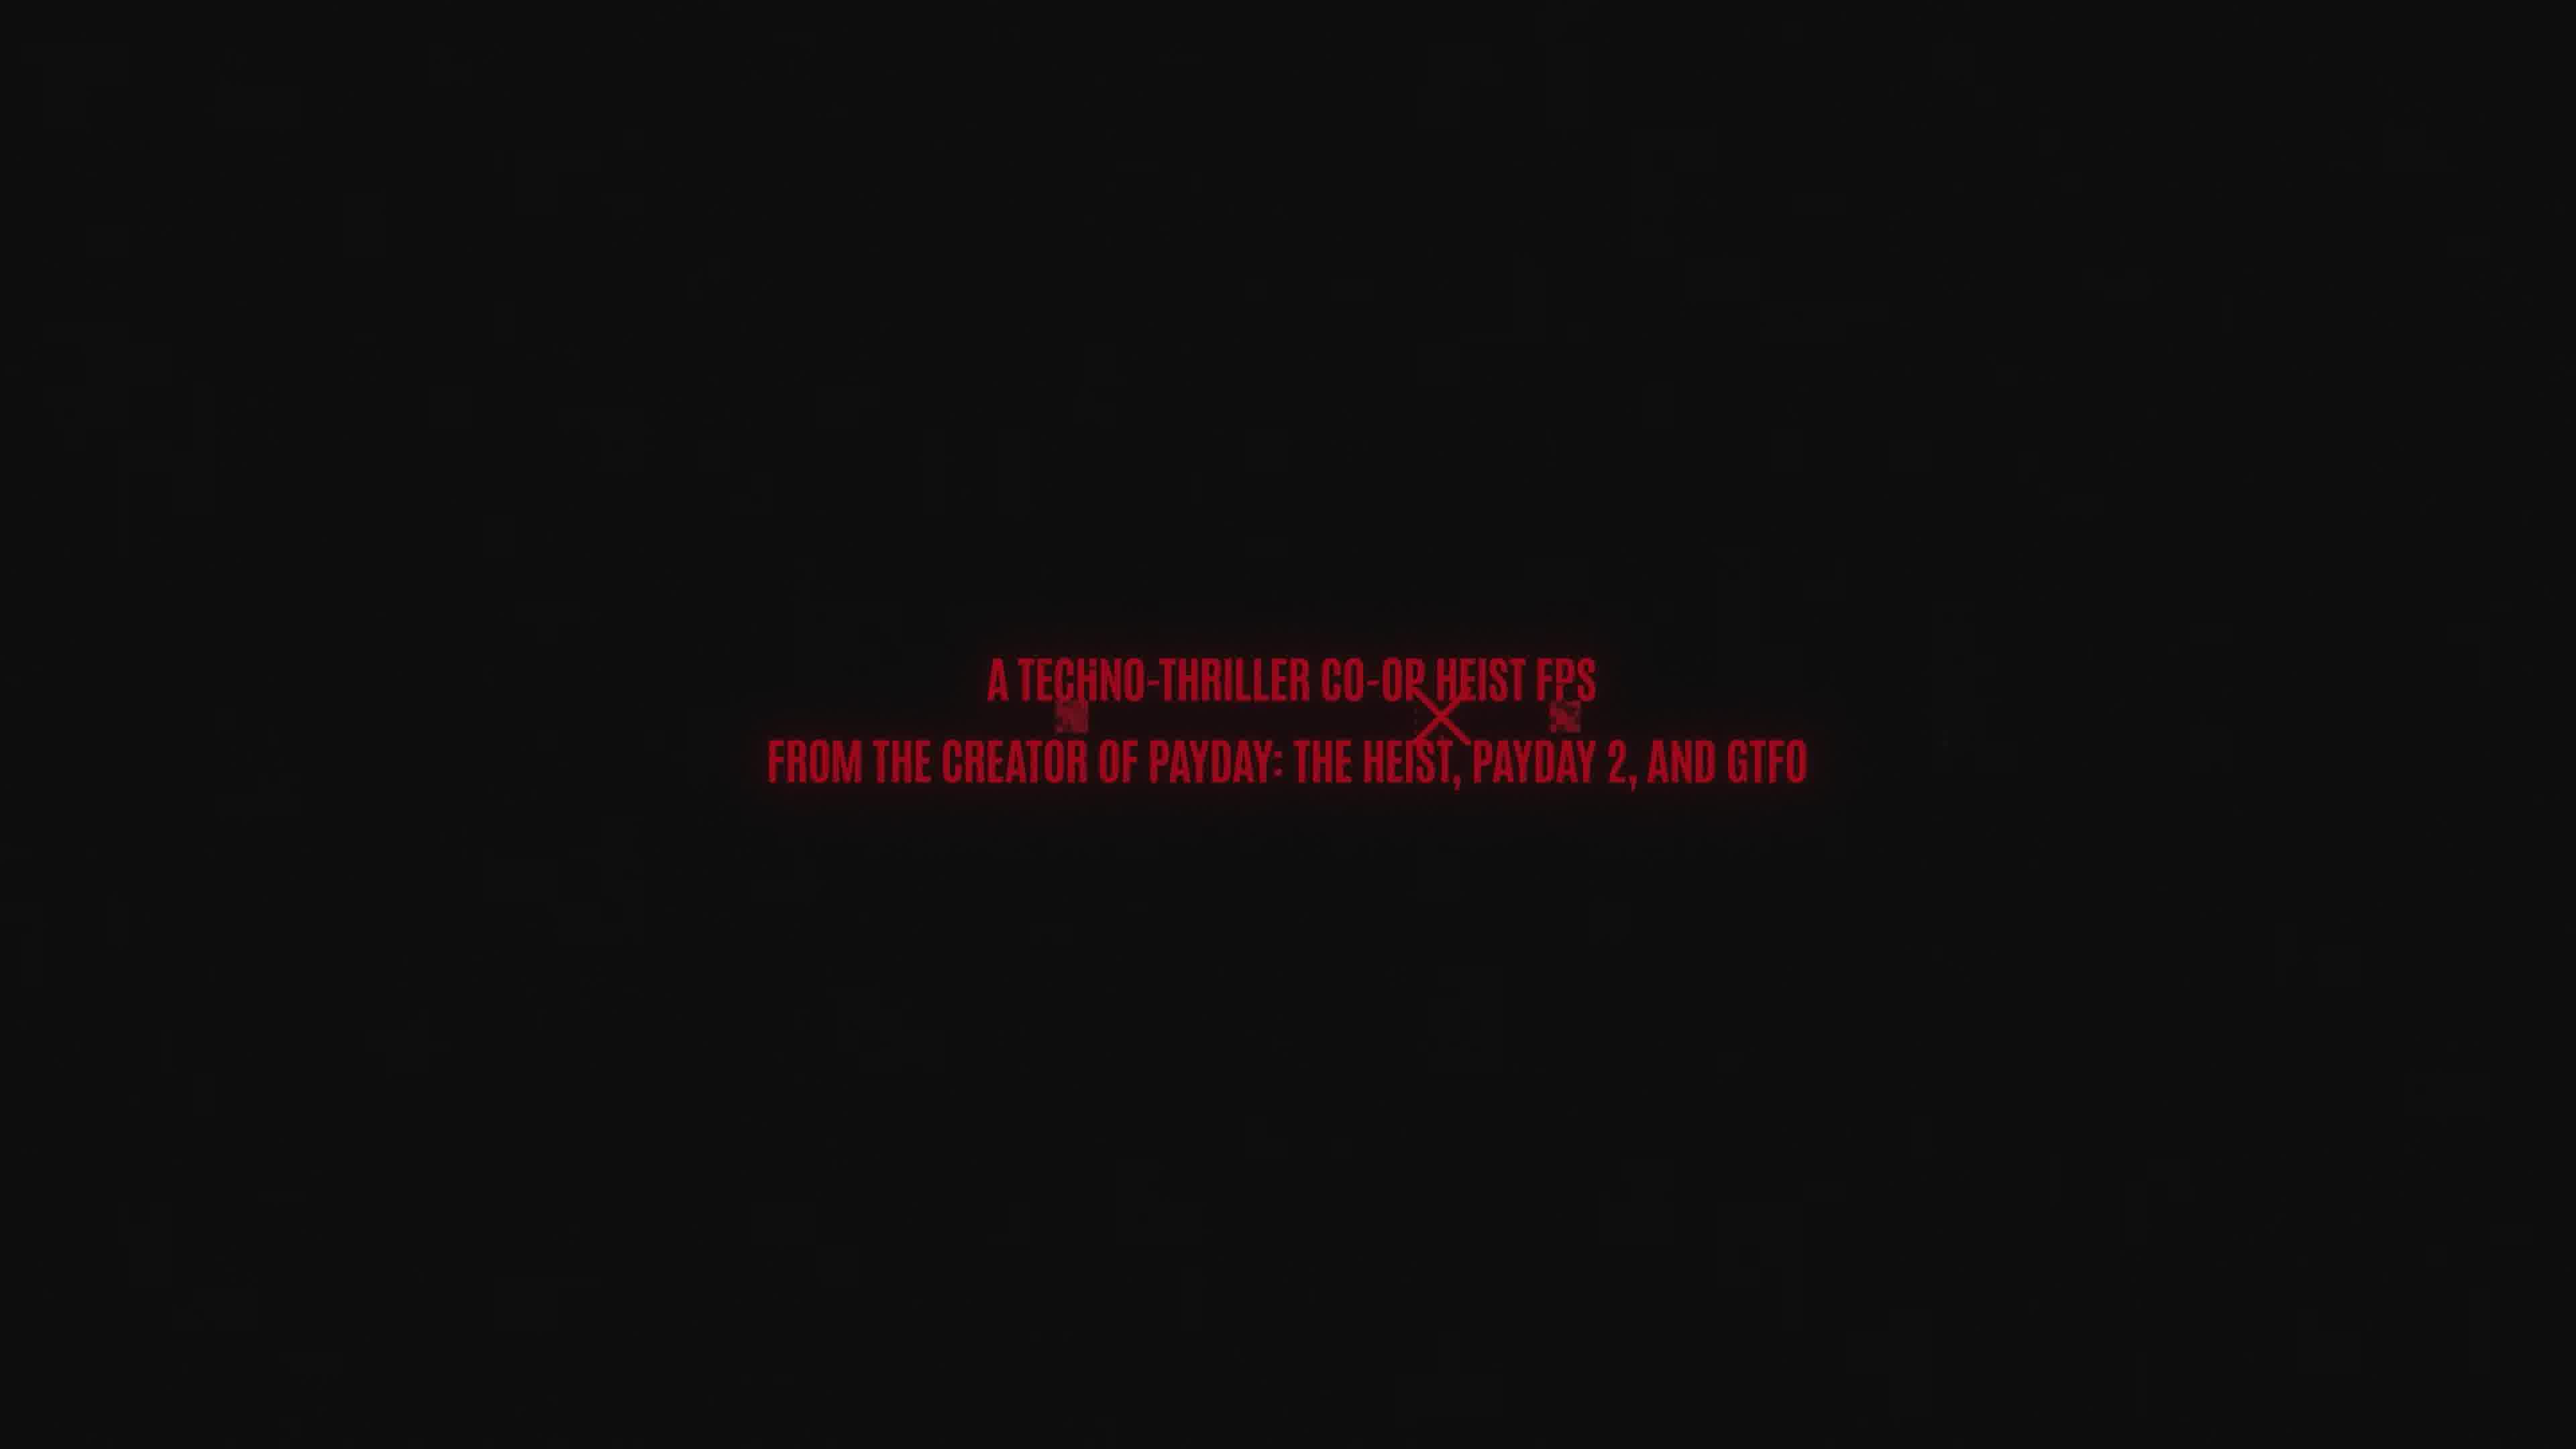 A TECHNO-THRILLER CO-OP HEIST FPS
FROM THE CREATOR OF PAYDAY: THE HEIST, PAYDAY 2, AND GTFO